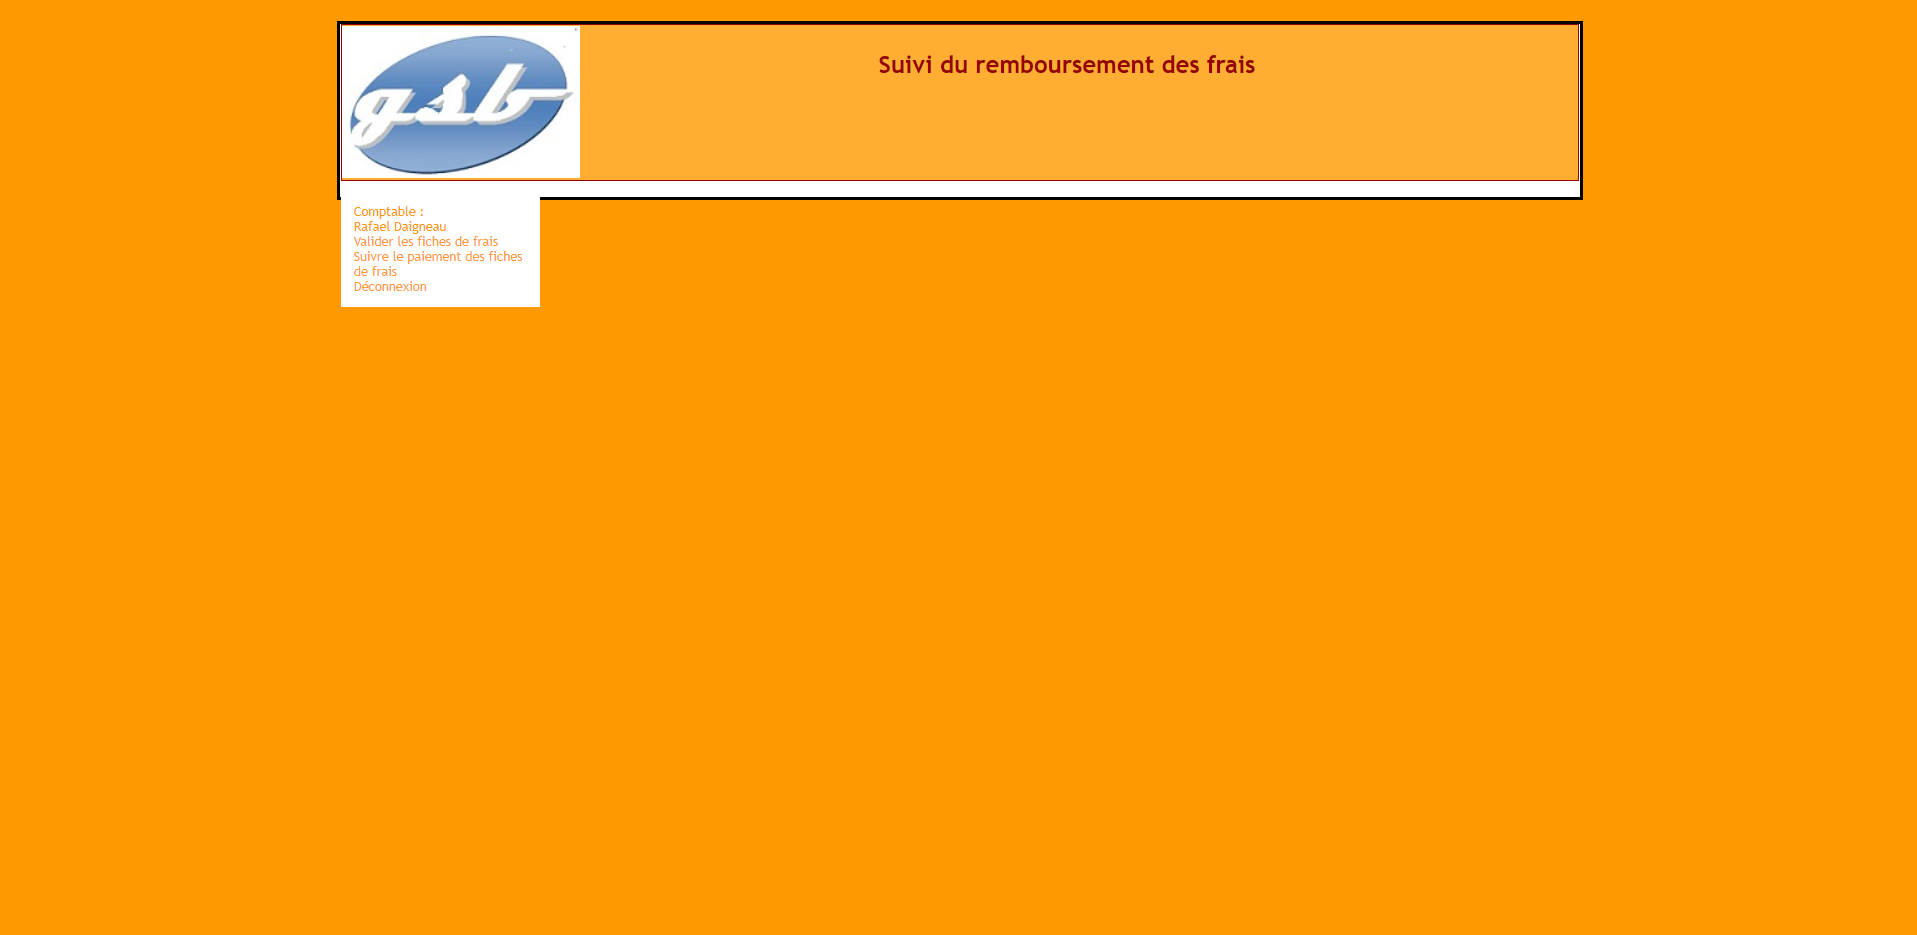 gsb
Suivi du remboursement des frais
Comptable :
Rafael Daigneau
Valider les fiches de frais
Suivre le paiement des fiches
de frais
Déconnexion